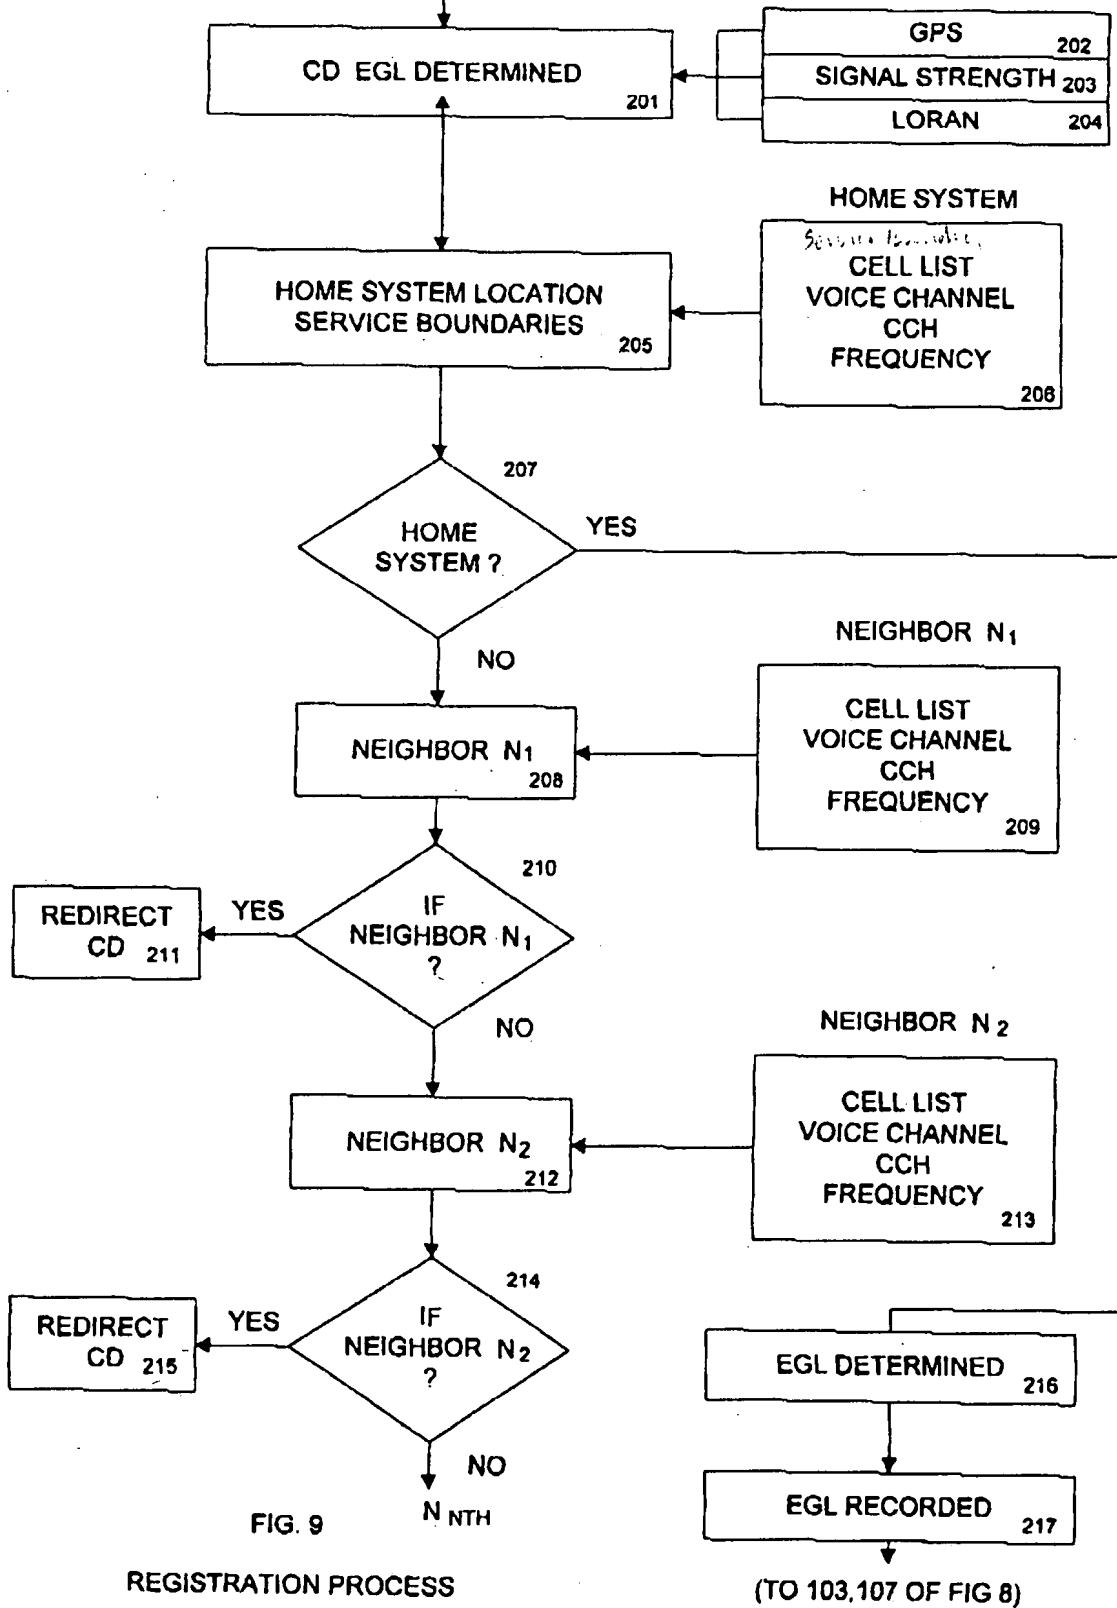 CD EGL DETERMINED
201
GPS
202
SIGNAL STRENGTH
203
LORAN
204
HOME SYSTEM
HOME SYSTEM LOCATION
SERVICE BOUNDARIES
205
CELL LIST
VOICE CHANNEL
CCH
FREQUENCY
206
207
HOME
SYSTEM ?
YES
NO
NEIGHBOR N1
NEIGHBOR N1
208
CELL LIST
VOICE CHANNEL
CCH
FREQUENCY
209
210
IF
NEIGHBOR N1
?
YES
REDIRECT
CD 211
NO
NEIGHBOR N2
NEIGHBOR N2
212
CELL LIST
VOICE CHANNEL
CCH
FREQUENCY
213
214
IF
NEIGHBOR N2
?
YES
REDIRECT
CD 215
NO
N NTH
EGL DETERMINED
216
EGL RECORDED
217
(TO 103,107 OF FIG 8)
FIG. 9
REGISTRATION PROCESS